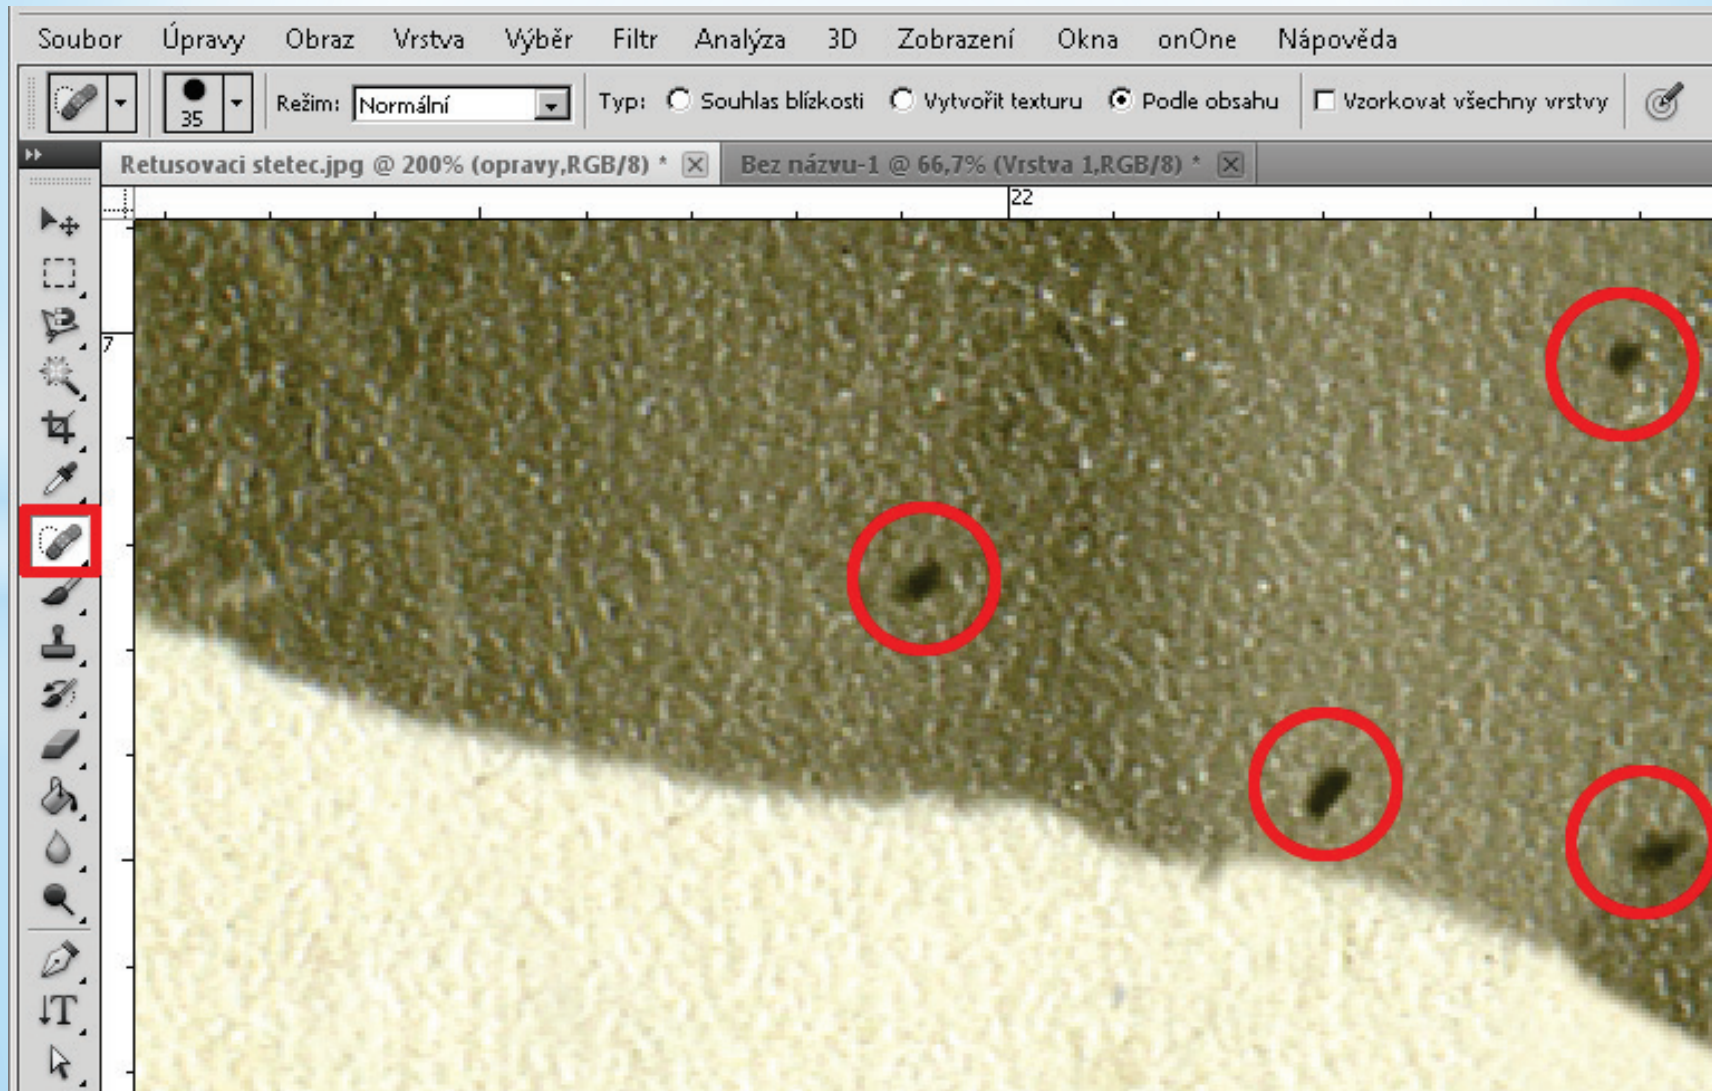 Soubor Úpravy Obraz Vrstva Výběr Filtr Analýza 3D Zobrazení Okna onOne Nápověda
35 Režim: Normální Typ: Souhlas blízkosti Vytvořit texturu Podle obsahu Vzorkovat všechny vrstvy
Retusovaci stetec.jpg @ 200% (opravy,RGB/8) * Bez názvu-1 @ 66,7% (Vrstva 1,RGB/8) *
22
7
T